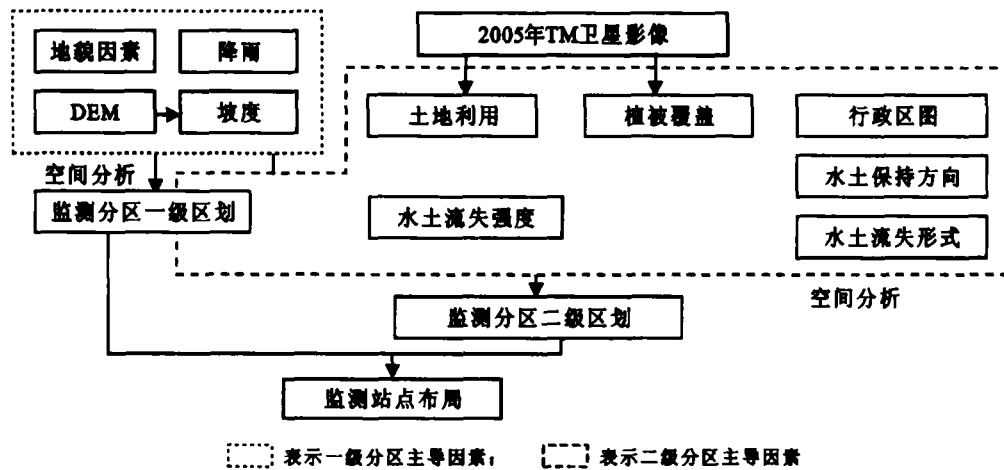 2005年TM卫星影像
地貌因素
降雨
DEM
坡度
土地利用
植被覆盖
行政区图
空间分析
水土保持方向
监测分区一级区划
水土流失强度
水土流失形式
空间分析
监测分区二级区划
监测站点布局
表示一级分区主导因素;
表示二级分区主导因素